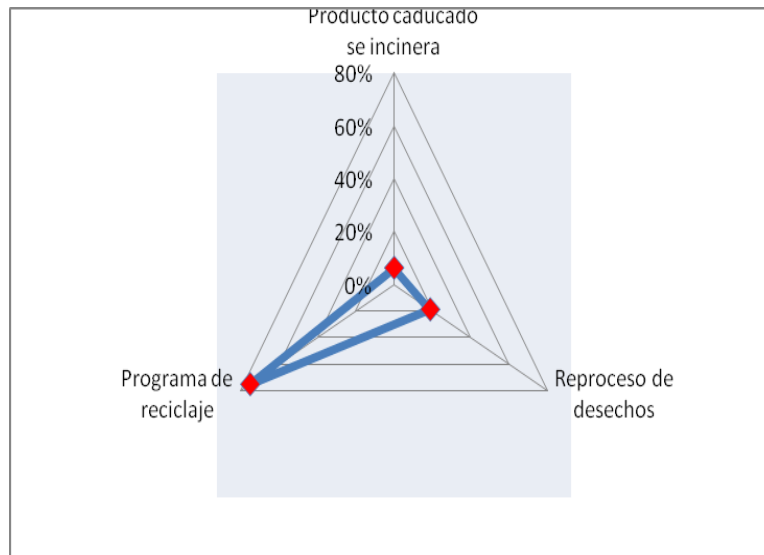 Producto caducado
se incinera
80%
60%
40%
20%
0%
Programa de
reciclaje
Reproceso de
desechos